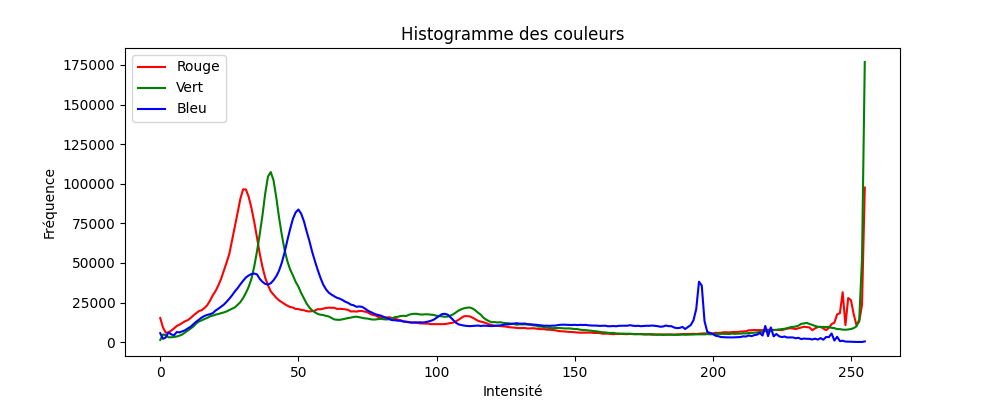 Histogramme des couleurs
Rouge
Vert
Bleu
175000
150000
125000
100000
75000
50000
25000
0
Fréquence
0 50 100 150 200 250
Intensité